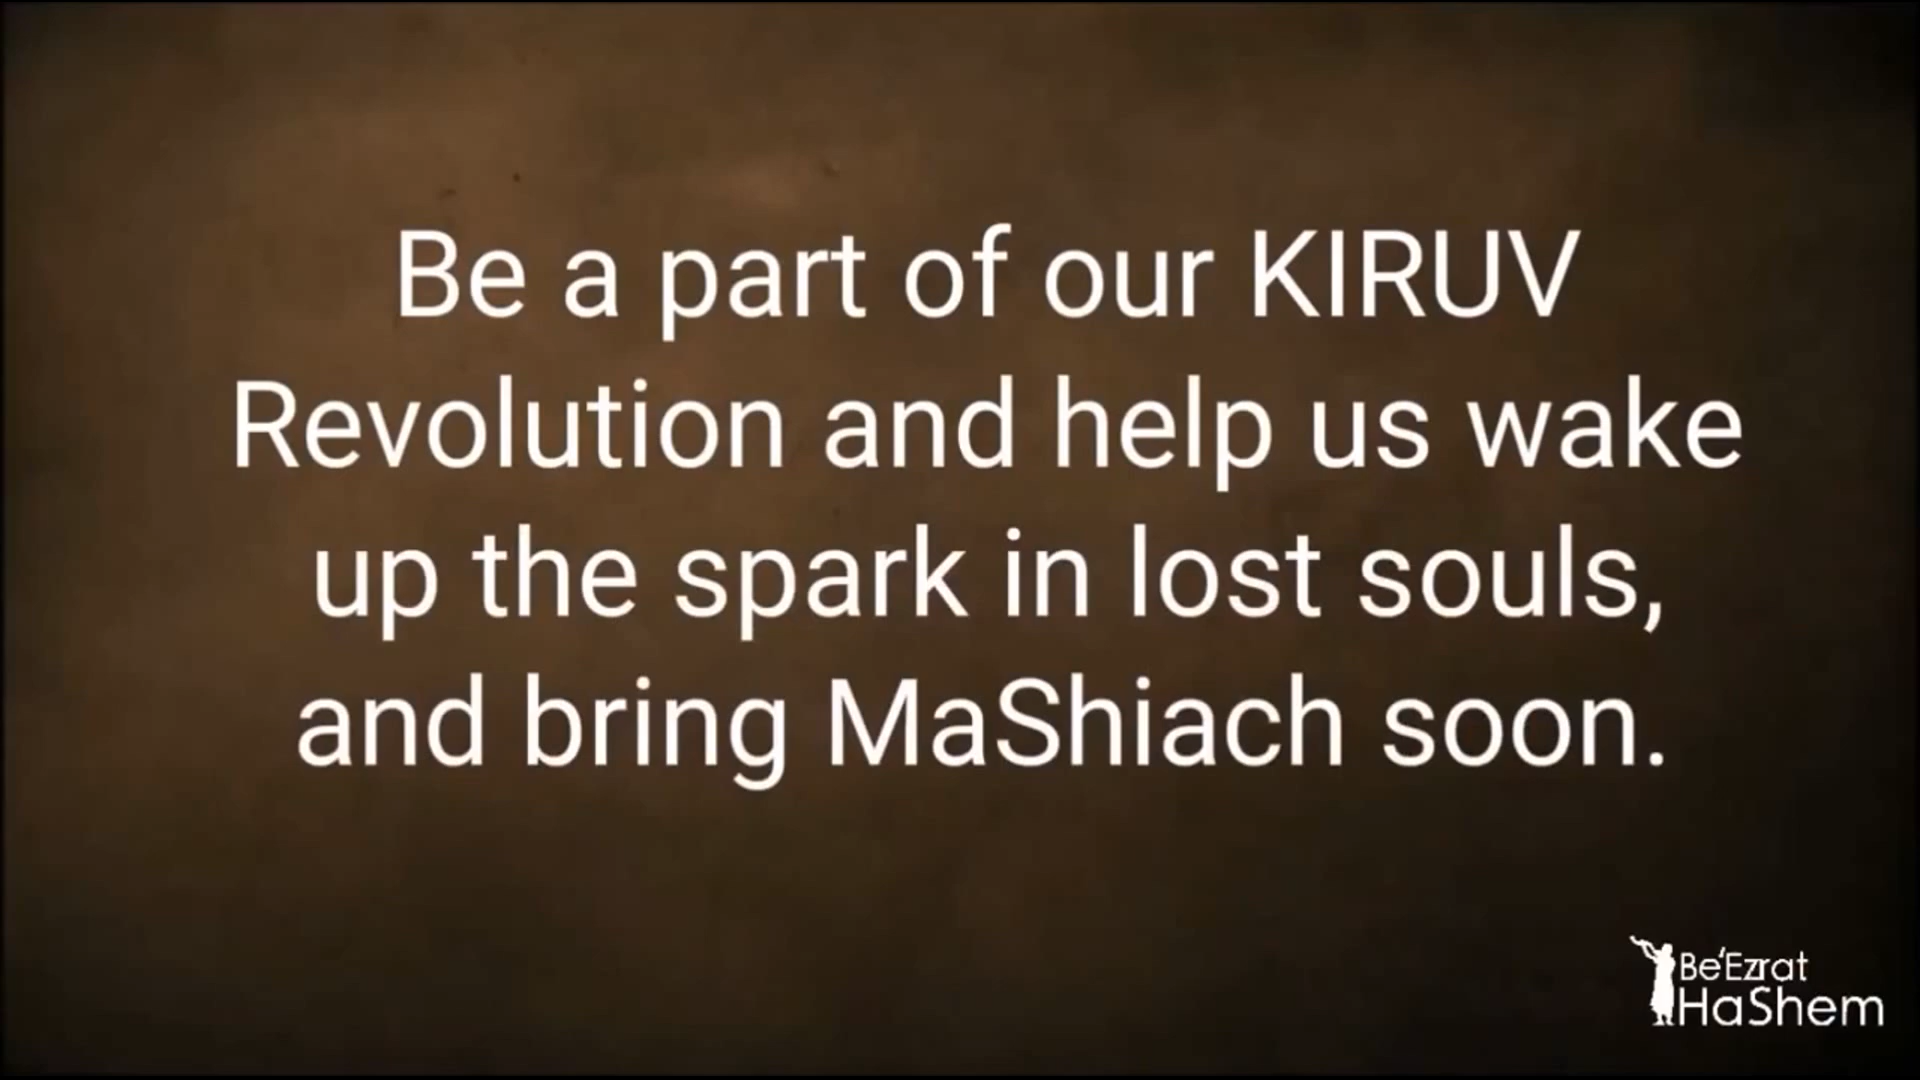 Be a part of our KIRUV
Revolution and help us wake
up the spark in lost souls,
and bring MaShiach soon.
Be'Ezrat
HaShem